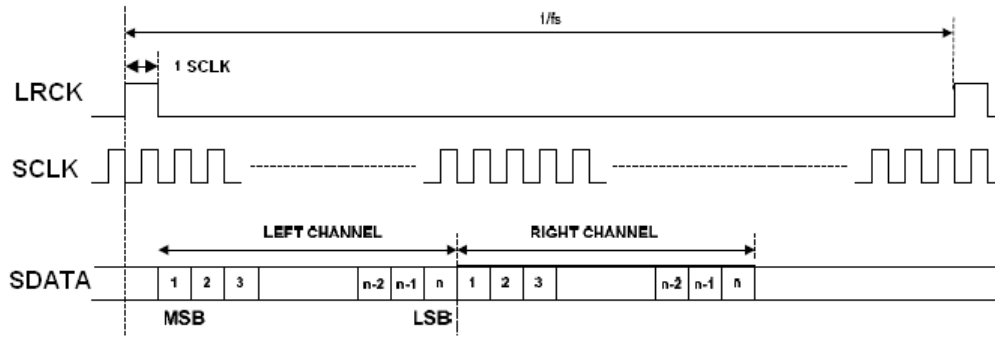 1/fs
1 SCLK
LRCK
SCLK
LEFT CHANNEL RIGHT CHANNEL
SDATA 1 2 3 n-2 n-1 n 1 2 3 n-2 n-1 n
MSB LSB